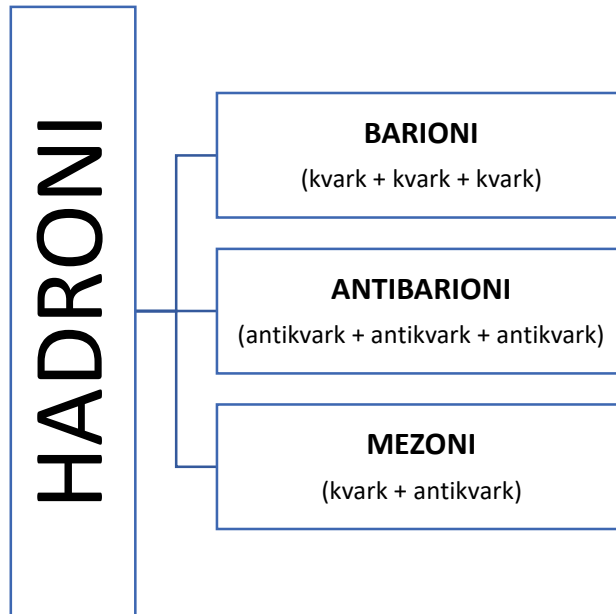 HADRONI
BARIONI
(kvark + kvark + kvark)
ANTIBARIONI
(antikvark + antikvark + antikvark)
MEZONI
(kvark + antikvark)